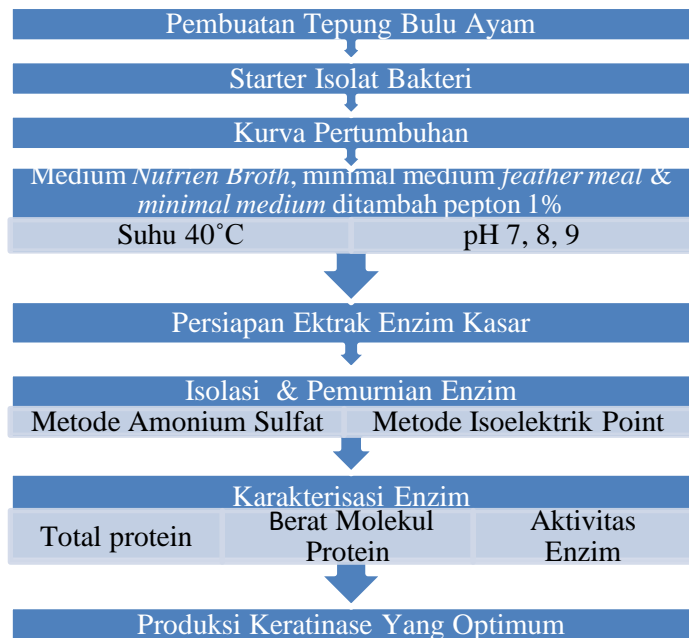 Pembuatan Tepung Bulu Ayam
Starter Isolat Bakteri
Kurva Pertumbuhan
Medium Nutrien Broth, minimal medium feather meal &
minimal medium ditambah pepton 1%
Suhu 40˚C
pH 7, 8, 9
Persiapan Ektrak Enzim Kasar
Isolasi & Pemurnian Enzim
Metode Amonium Sulfat
Metode Isoelektrik Point
Karakterisasi Enzim
Total protein
Berat Molekul
Protein
Aktivitas
Enzim
Produksi Keratinase Yang Optimum